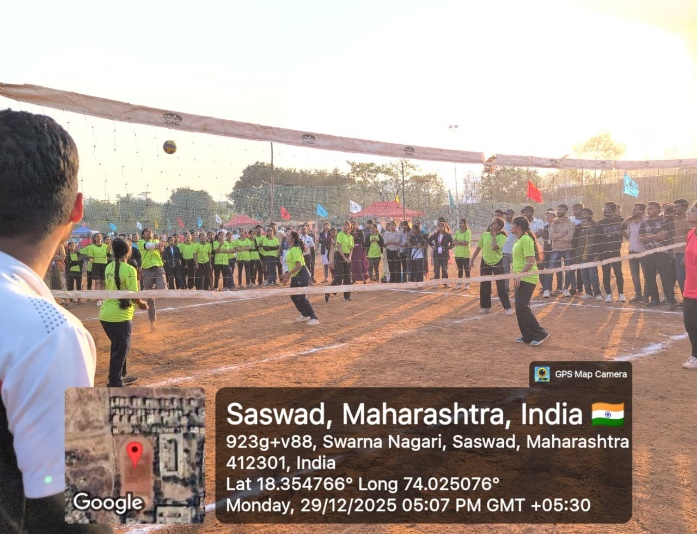 GPS Map Camera
Saswad, Maharashtra, India 🇮🇳
923g+v88, Swarna Nagari, Saswad, Maharashtra
412301, India
Lat 18.354766° Long 74.025076°
Monday, 29/12/2025 05:07 PM GMT +05:30
Google